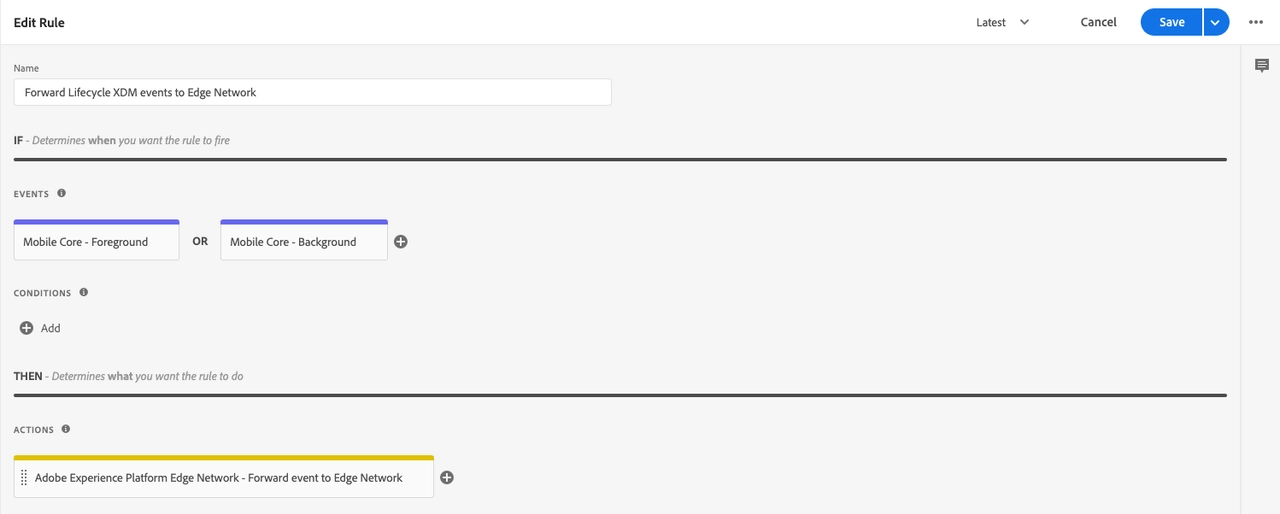 Edit Rule
Latest
Cancel
Save
Name
Forward Lifecycle XDM events to Edge Network
IF - Determines when you want the rule to fire
EVENTS
Mobile Core - Foreground
OR
Mobile Core - Background
CONDITIONS
Add
THEN - Determines what you want the rule to do
ACTIONS
Adobe Experience Platform Edge Network - Forward event to Edge Network